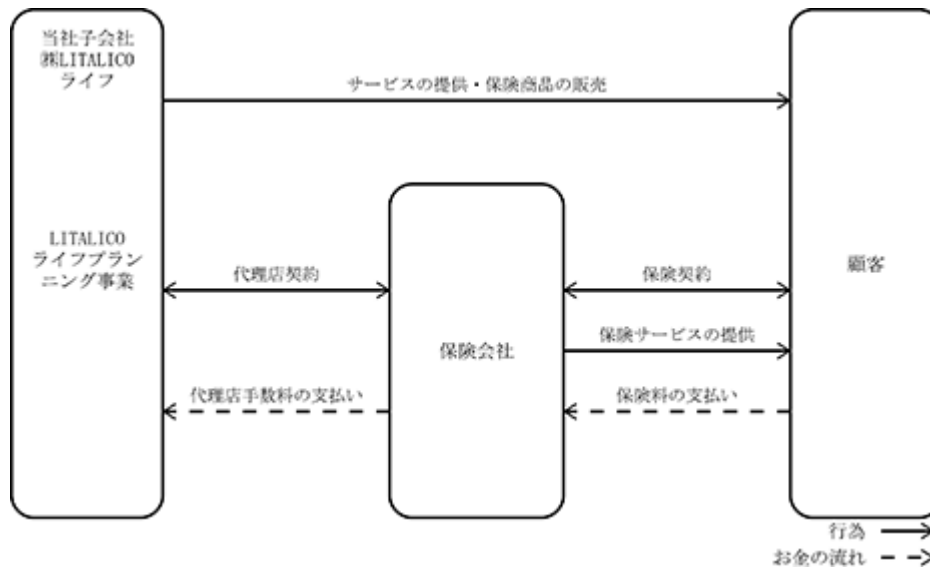 当社子会社
㈱LITALICO
ライフ
サービスの提供・保険商品の販売
LITALICO
ライフプラン
ニング事業
代理店契約
保険契約
顧客
保険会社
保険サービスの提供
代理店手数料の支払い
保険料の支払い
行為
お金の流れ